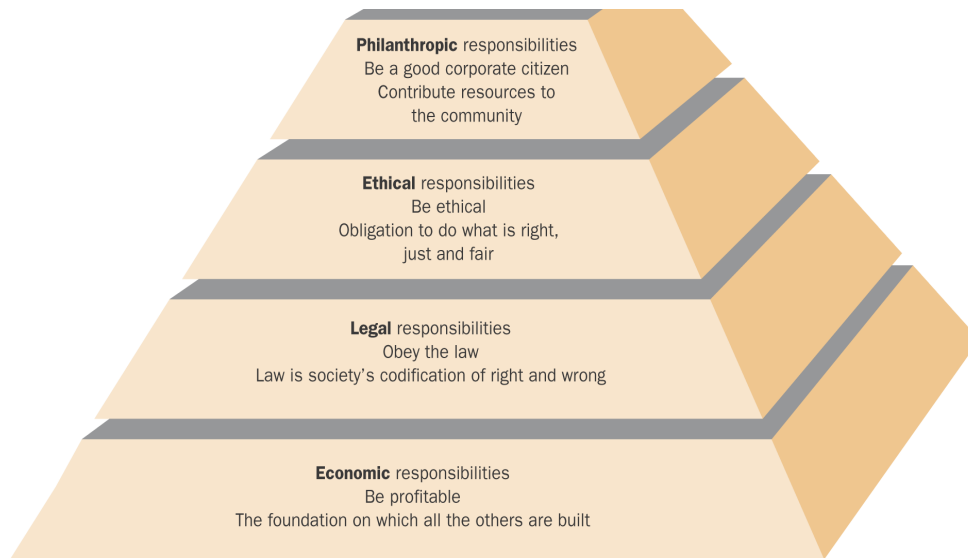 Philanthropic responsibilities
Be a good corporate citizen
Contribute resources to
the community
Ethical responsibilities
Be ethical
Obligation to do what is right,
just and fair
Legal responsibilities
Obey the law
Law is society’s codification of right and wrong
Economic responsibilities
Be profitable
The foundation on which all the others are built